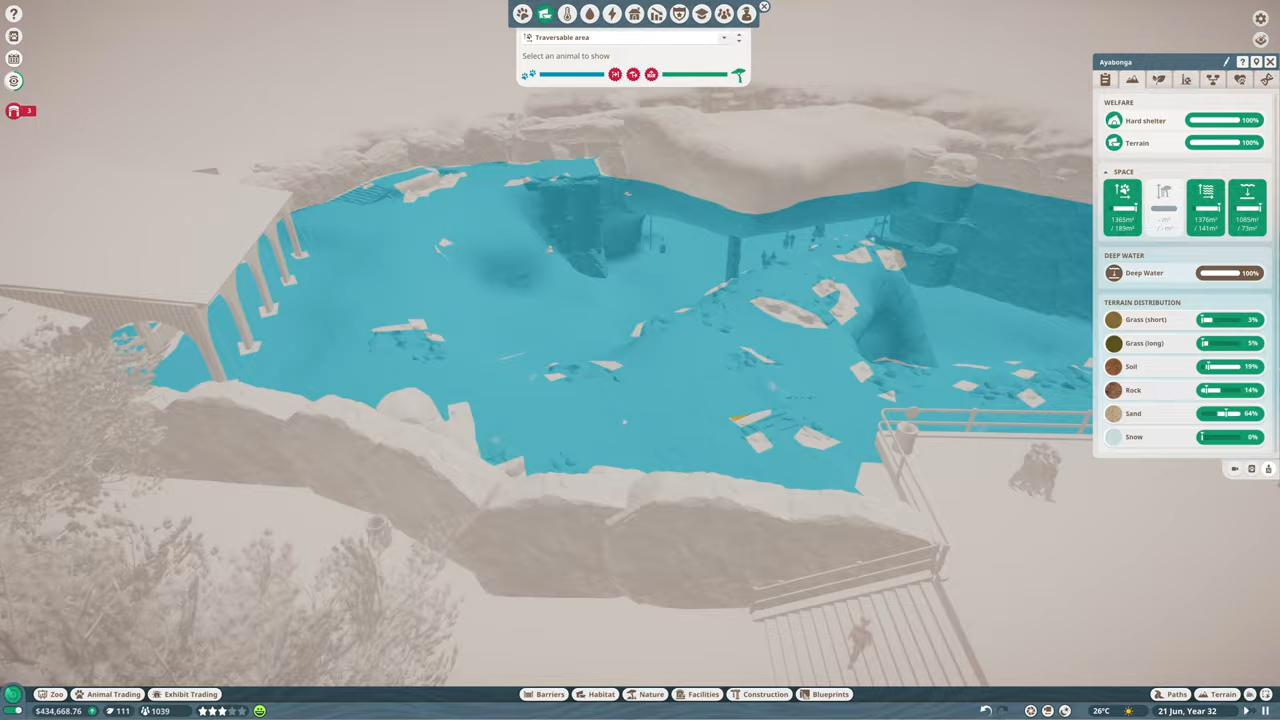 Traversable area
Select an animal to show
3
Ayabonga
WELFARE
Hard shelter 100%
Terrain 100%
SPACE
1365m² / 189m²
- m² / - m²
1376m² / 141m²
1085m² / 73m²
DEEP WATER
Deep Water 100%
TERRAIN DISTRIBUTION
Grass (short) 3%
Grass (long) 5%
Soil 19%
Rock 14%
Sand 64%
Snow 0%
Zoo Animal Trading Exhibit Trading Barriers Habitat Nature Facilities Construction Blueprints Paths Terrain
$434,668.76 111 1039 26°C 21 Jun, Year 32